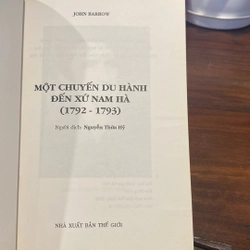 JOHN BARROW
MỘT CHUYẾN DU HÀNH
ĐẾN XỨ NAM HÀ
(1792 - 1793)
Người dịch: Nguyễn Thừa Hỷ
NHÀ XUẤT BẢN THẾ GIỚI